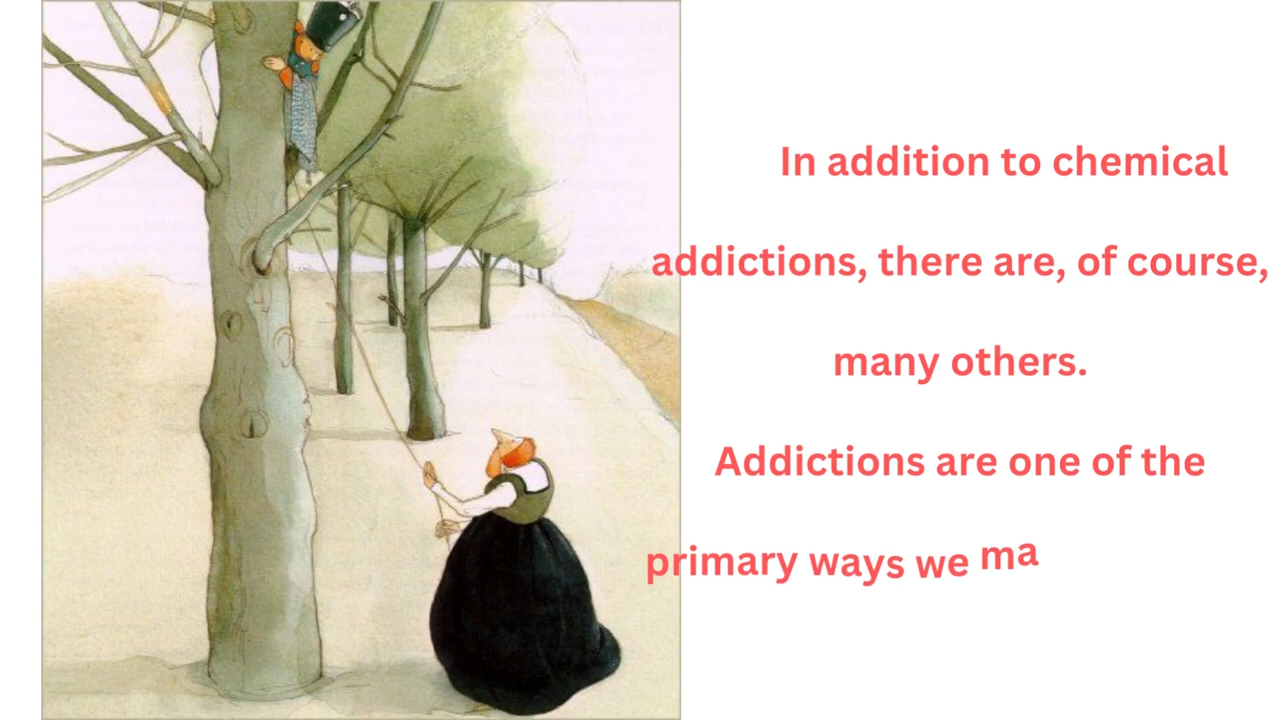 In addition to chemical
addictions, there are, of course,
many others.
Addictions are one of the
primary ways we ma